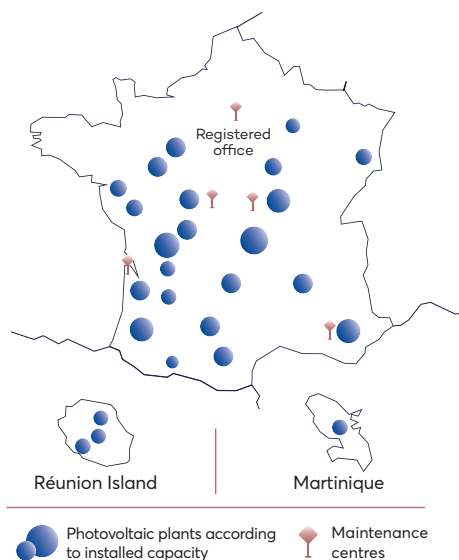 Registered
office
Réunion Island
Martinique
Photovoltaic plants according
to installed capacity
Maintenance
centres